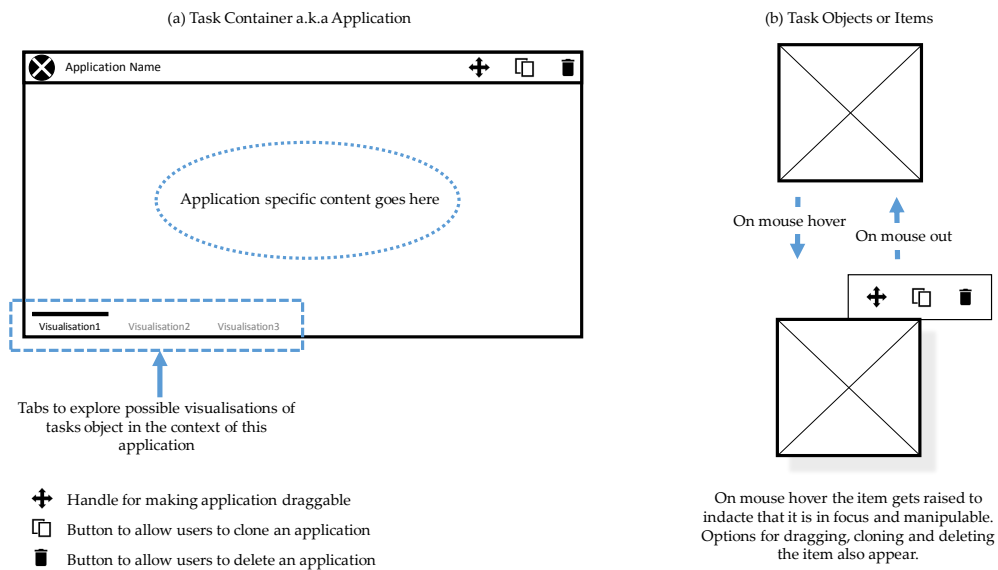 (a) Task Container a.k.a Application
Application Name
Application specific content goes here
Visualisation1
Visualisation2
Visualisation3
Tabs to explore possible visualisations of
tasks object in the context of this
application
Handle for making application draggable
Button to allow users to clone an application
Button to allow users to delete an application
(b) Task Objects or Items
On mouse hover
On mouse out
On mouse hover the item gets raised to
indacte that it is in focus and manipulable.
Options for dragging, cloning and deleting
the item also appear.